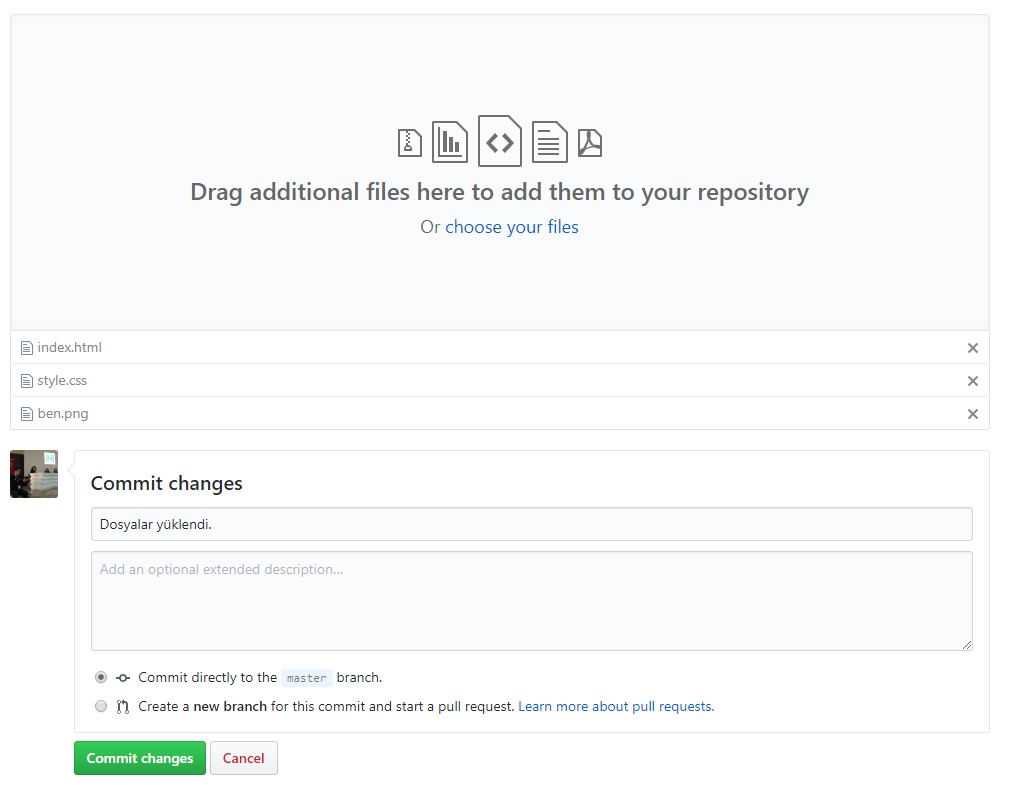 Drag additional files here to add them to your repository
Or choose your files
index.html
style.css
ben.png
Commit changes
Dosyalar yüklendi.
Add an optional extended description...
Commit directly to the master branch.
Create a new branch for this commit and start a pull request. Learn more about pull requests.
Commit changes Cancel